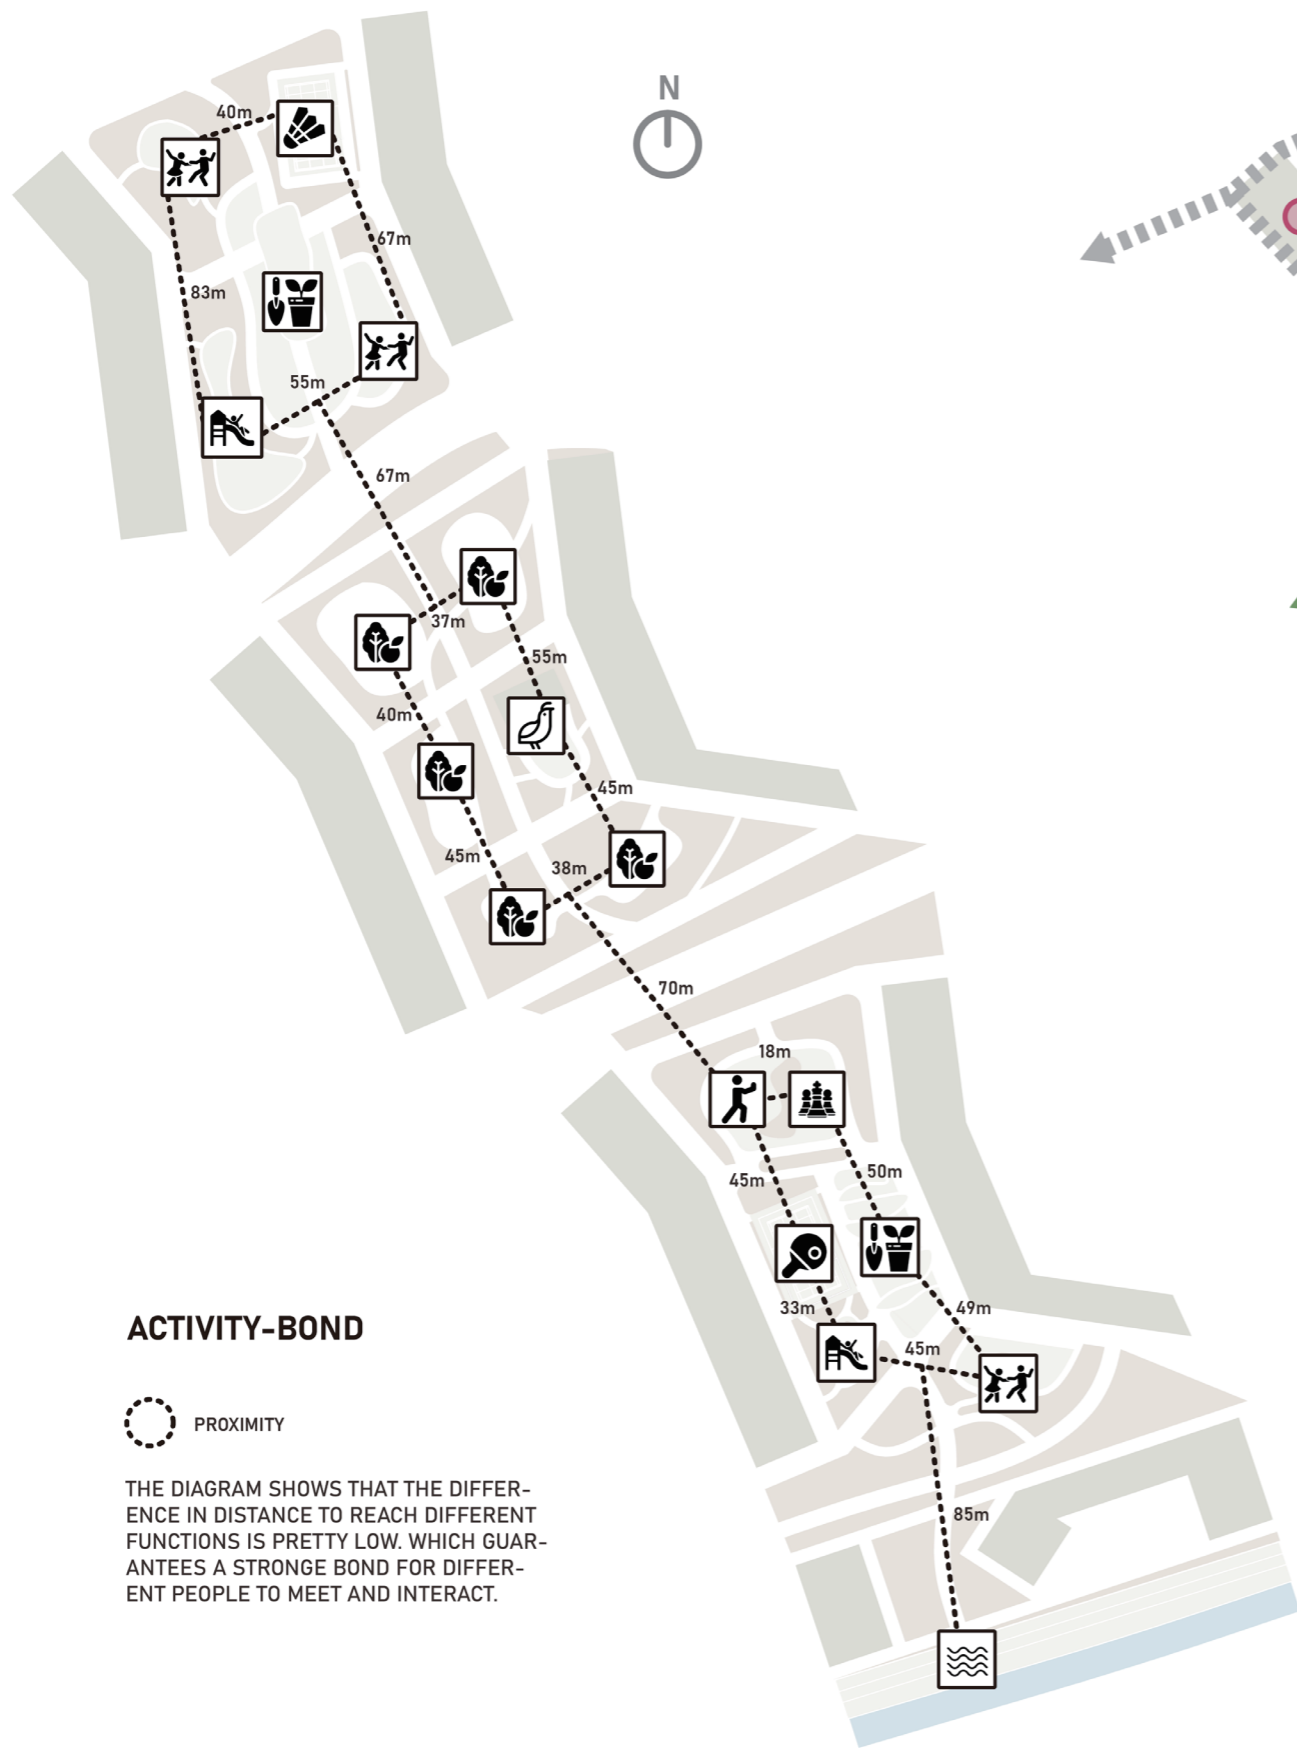 N
40m
67m
83m
55m
67m
37m
55m
40m
45m
45m
38m
70m
18m
45m
50m
33m
49m
45m
85m
ACTIVITY-BOND
PROXIMITY
THE DIAGRAM SHOWS THAT THE DIFFER-
ENCE IN DISTANCE TO REACH DIFFERENT
FUNCTIONS IS PRETTY LOW. WHICH GUAR-
ANTEES A STRONGE BOND FOR DIFFER-
ENT PEOPLE TO MEET AND INTERACT.